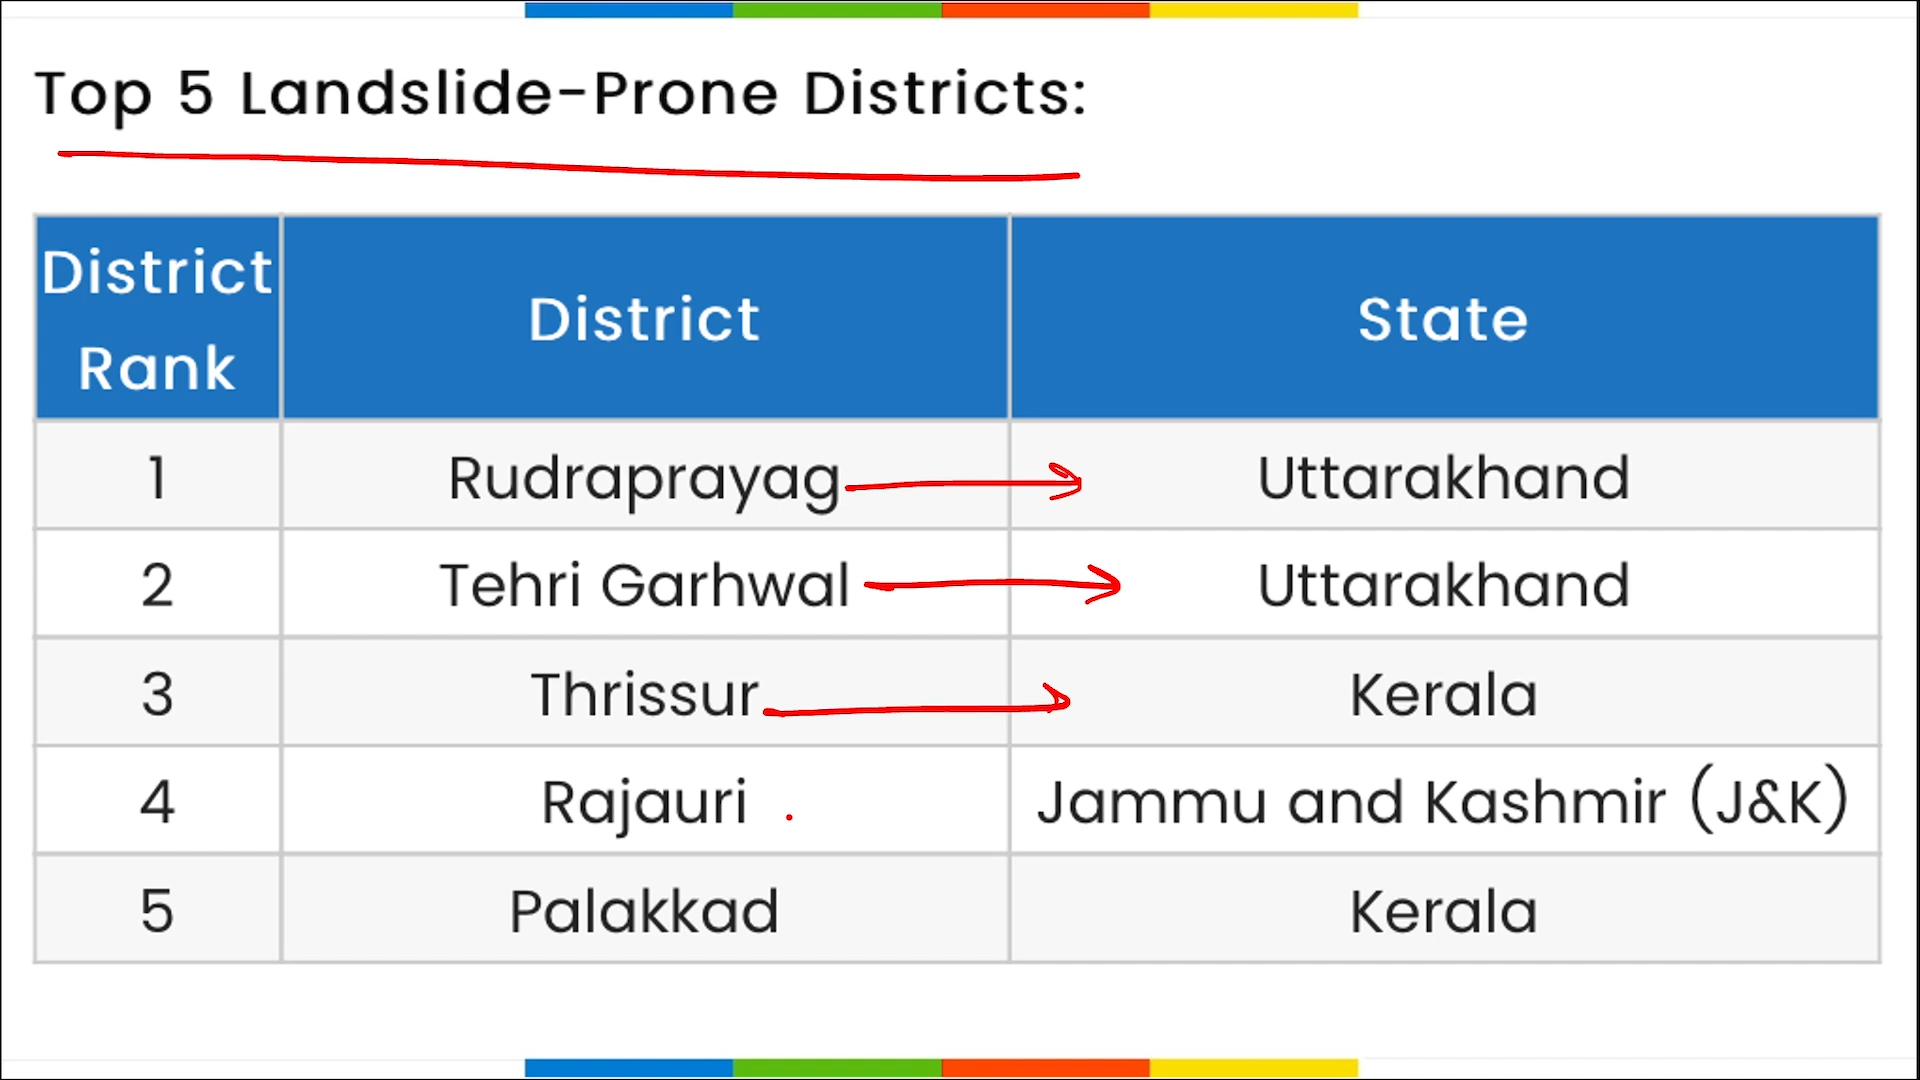 Top 5 Landslide-Prone Districts:
District Rank District State
1 Rudraprayag Uttarakhand
2 Tehri Garhwal Uttarakhand
3 Thrissur Kerala
4 Rajauri Jammu and Kashmir (J&K)
5 Palakkad Kerala